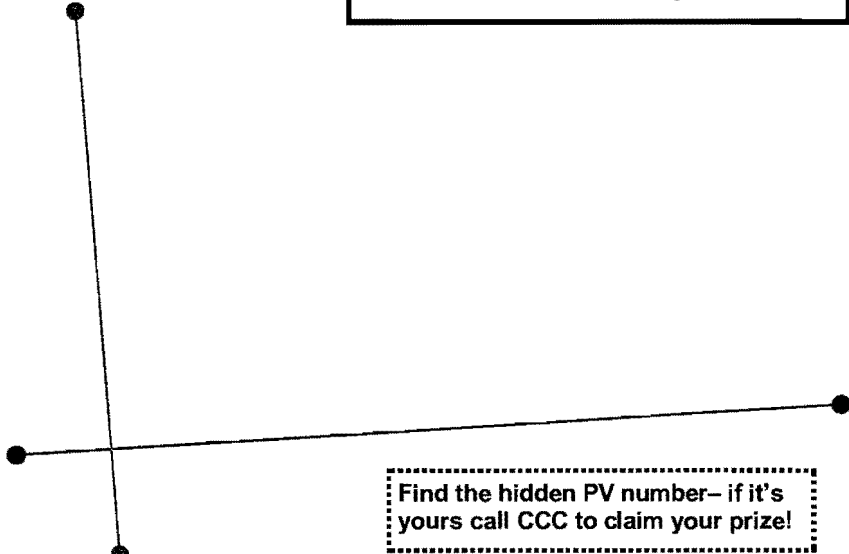 Find the hidden PV number– if it's
yours call CCC to claim your prize!